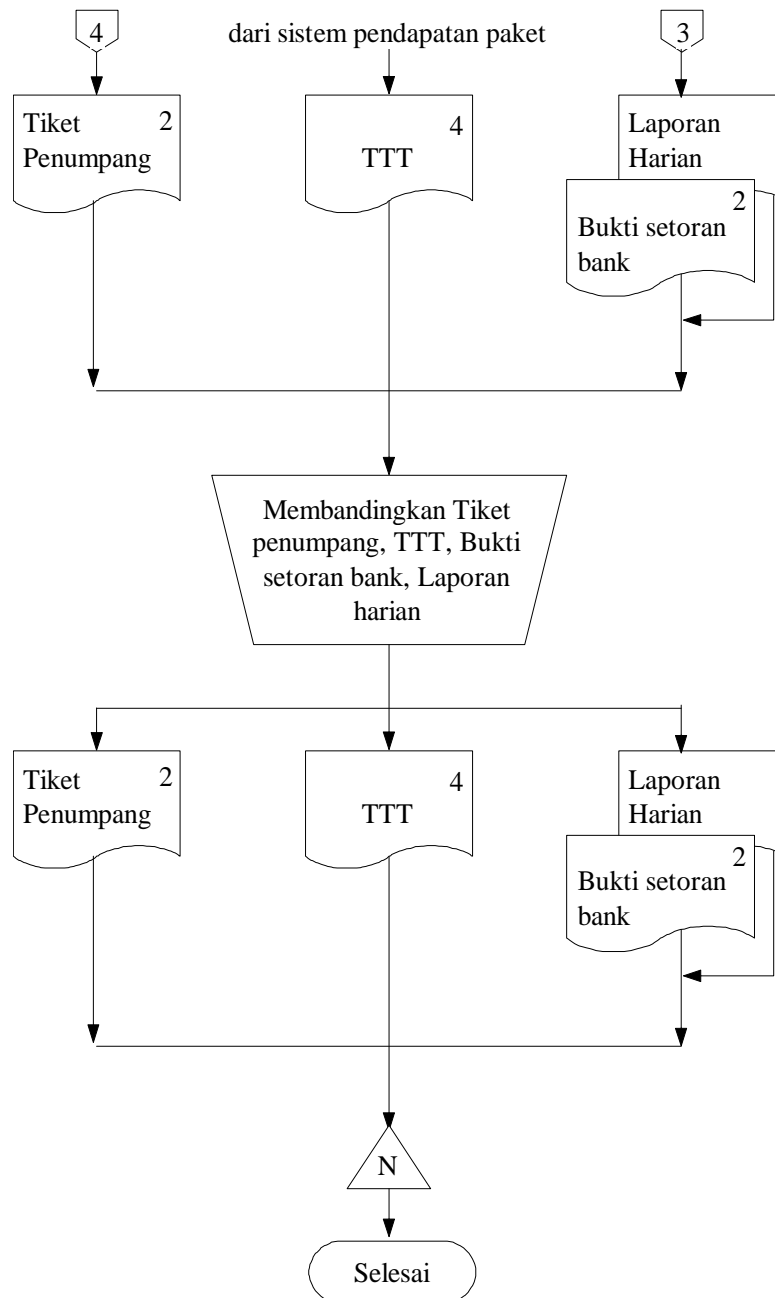 4
dari sistem pendapatan paket
3
Tiket
Penumpang
2
TTT
4
Laporan
Harian
Bukti setoran
bank
2
Membandingkan Tiket
penumpang, TTT, Bukti
setoran bank, Laporan
harian
Tiket
Penumpang
2
TTT
4
Laporan
Harian
Bukti setoran
bank
2
N
Selesai